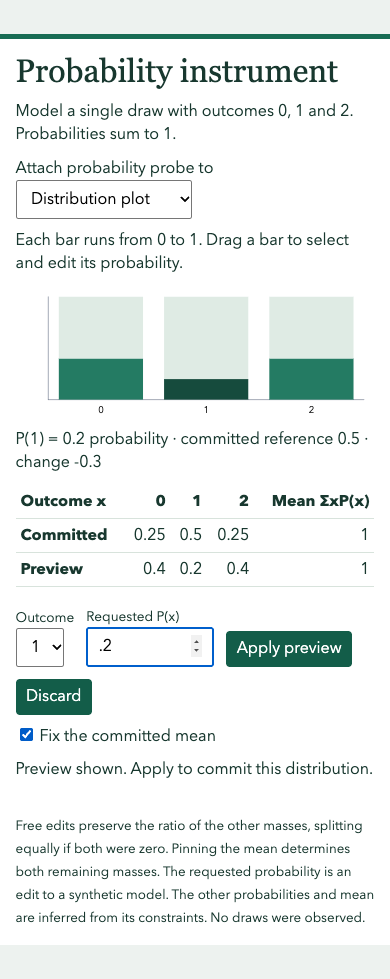 Probability instrument
Model a single draw with outcomes 0, 1 and 2.
Probabilities sum to 1.
Attach probability probe to
Distribution plot
Each bar runs from 0 to 1. Drag a bar to select
and edit its probability.
0 1 2
P(1) = 0.2 probability · committed reference 0.5 ·
change -0.3
Outcome x 0 1 2 Mean ΣxP(x)
Committed 0.25 0.5 0.25 1
Preview 0.4 0.2 0.4 1
Outcome Requested P(x)
1 .2 Apply preview
Discard
Fix the committed mean
Preview shown. Apply to commit this distribution.
Free edits preserve the ratio of the other masses, splitting
equally if both were zero. Pinning the mean determines
both remaining masses. The requested probability is an
edit to a synthetic model. The other probabilities and mean
are inferred from its constraints. No draws were observed.